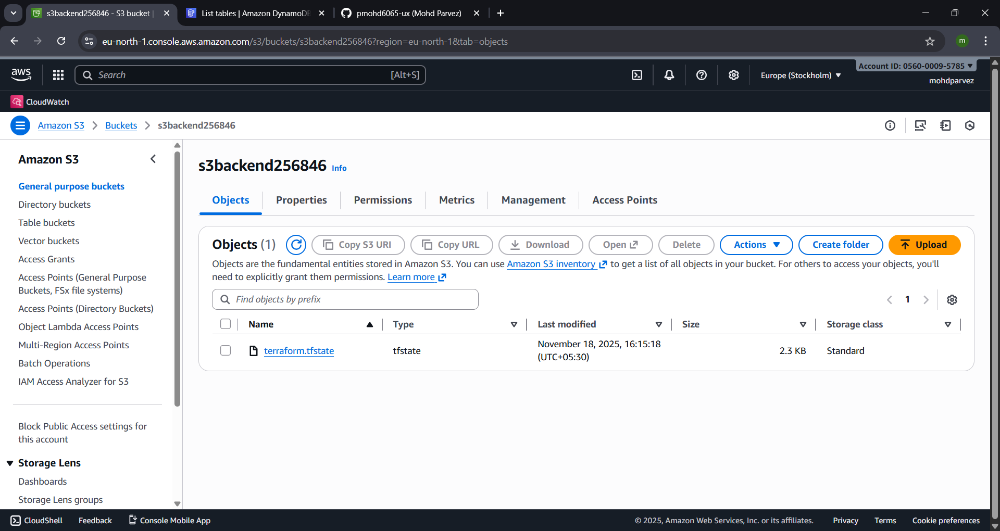 s3backend256846 - S3 bucket |
List tables | Amazon DynamoDB
pmohd6065-ux (Mohd Parvez)
eu-north-1.console.aws.amazon.com/s3/buckets/s3backend256846?region=eu-north-1&tab=objects
m
aws
Search
[Alt+S]
Europe (Stockholm)
Account ID: 0560-0009-5785
mohdparvez
CloudWatch
Amazon S3
Buckets
s3backend256846
Amazon S3
General purpose buckets
Directory buckets
Table buckets
Vector buckets
Access Grants
Access Points (General Purpose
Buckets, FSx file systems)
Access Points (Directory Buckets)
Object Lambda Access Points
Multi-Region Access Points
Batch Operations
IAM Access Analyzer for S3
Block Public Access settings for
this account
Storage Lens
Dashboards
Storage Lens groups
s3backend256846 Info
Objects
Properties
Permissions
Metrics
Management
Access Points
Objects (1)
Copy S3 URI
Copy URL
Download
Open
Delete
Actions
Create folder
Upload
Objects are the fundamental entities stored in Amazon S3. You can use Amazon S3 inventory to get a list of all objects in your bucket. For others to access your objects, you'll
need to explicitly grant them permissions. Learn more
Find objects by prefix
1
Name
Type
Last modified
Size
Storage class
terraform.tfstate
tfstate
November 18, 2025, 16:15:18
(UTC+05:30)
2.3 KB
Standard
CloudShell
Feedback
Console Mobile App
© 2025, Amazon Web Services, Inc. or its affiliates.
Privacy
Terms
Cookie preferences